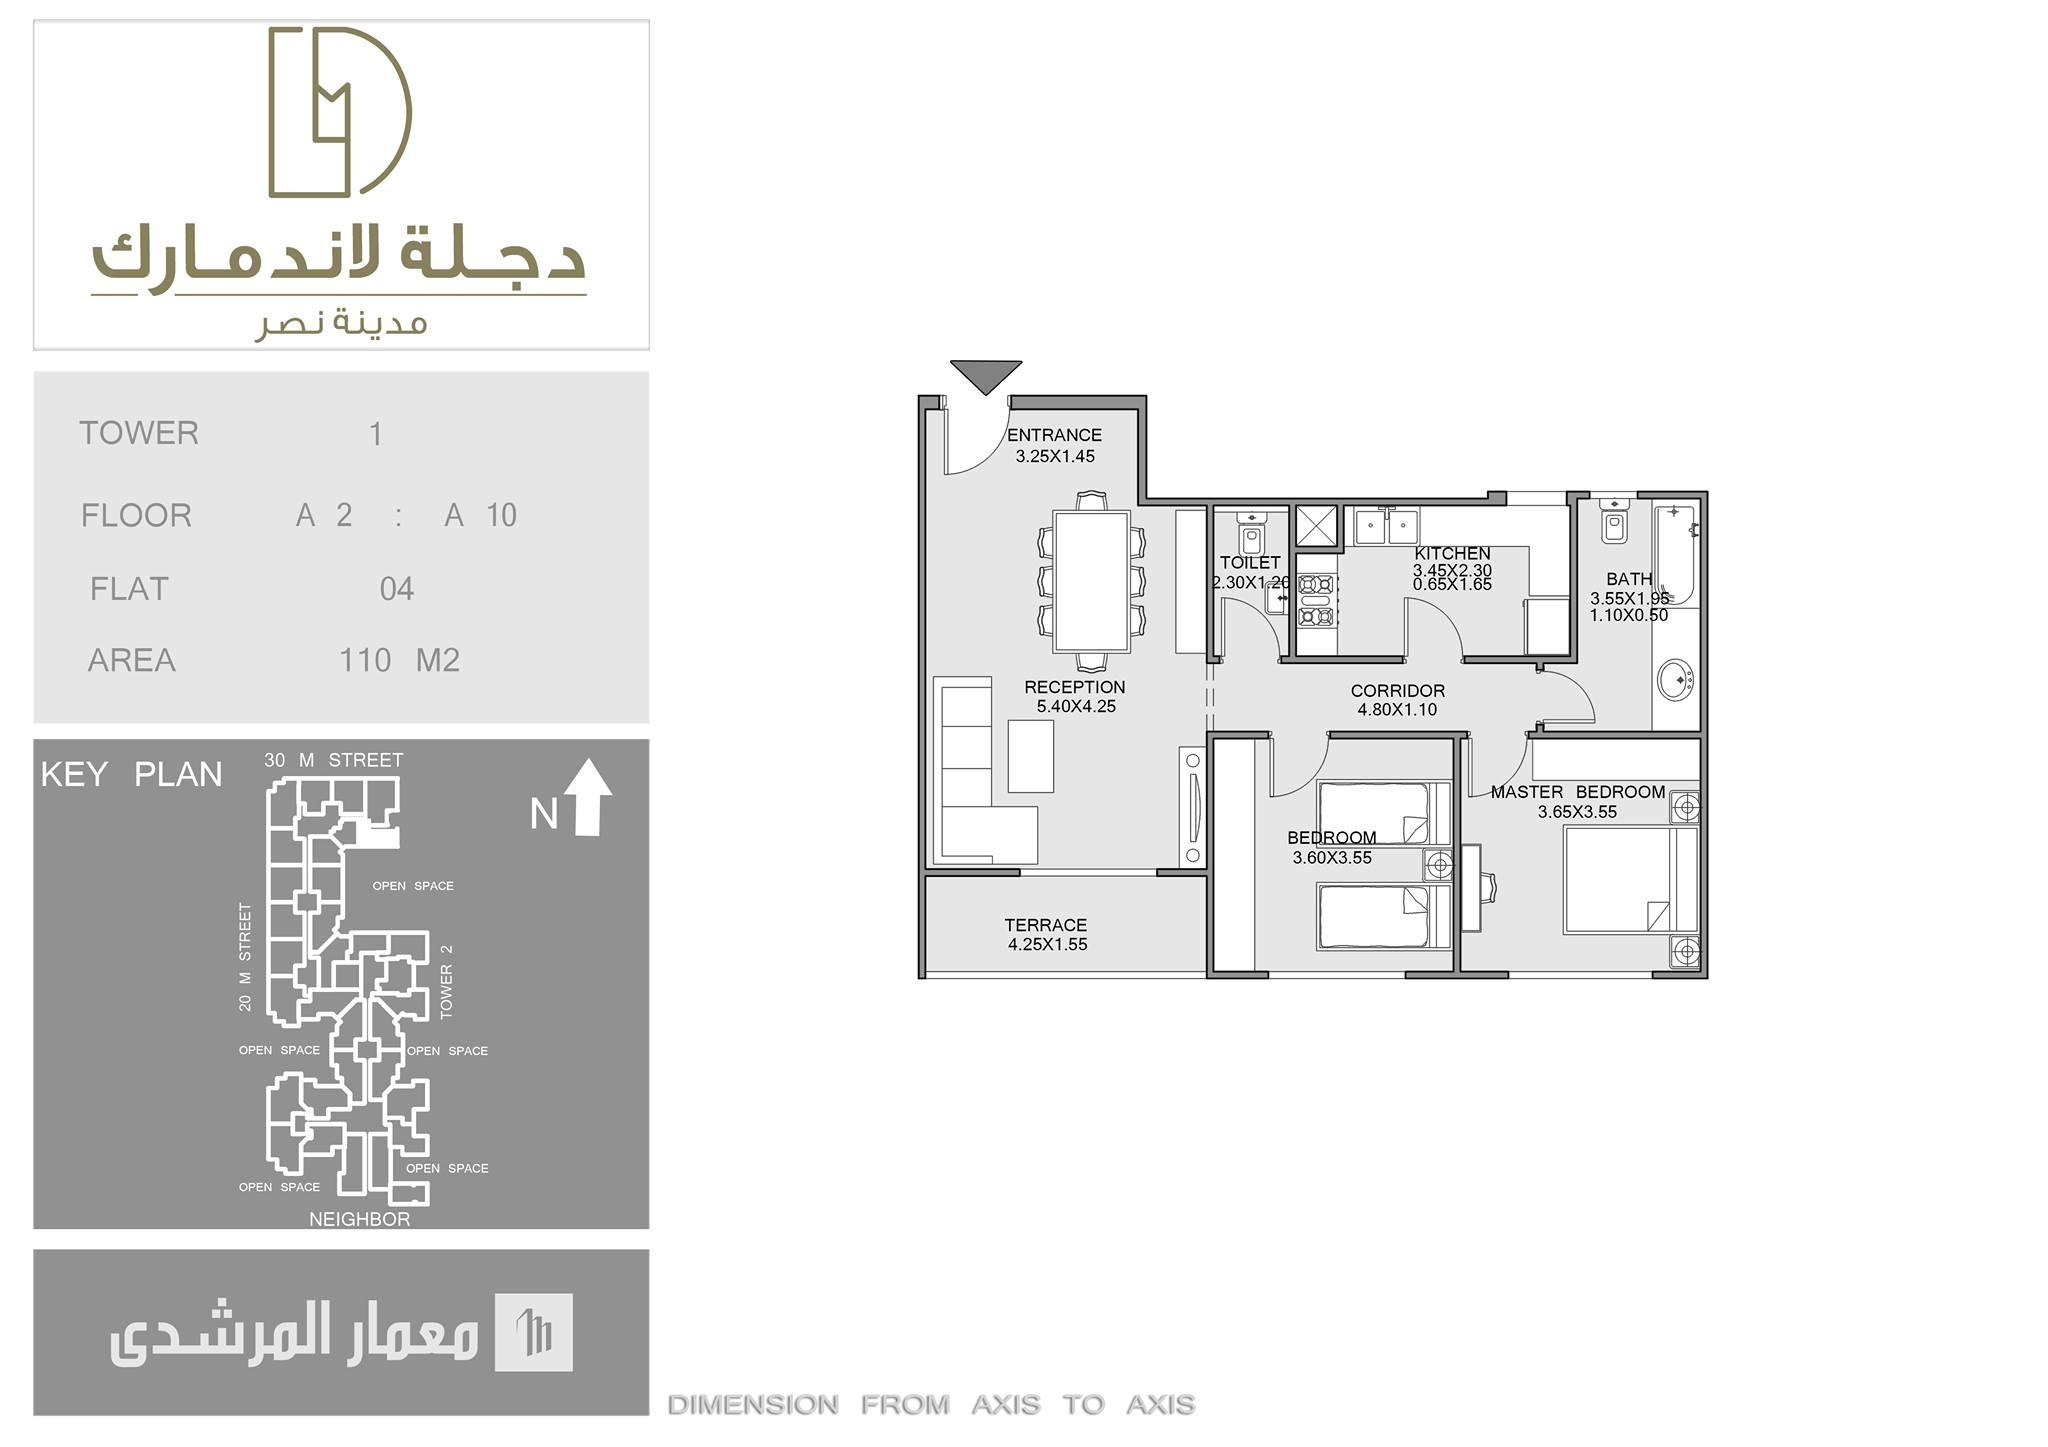 دجلة لاندمارك
مدينة نصر
TOWER 1
FLOOR A 2 : A 10
FLAT 04
AREA 110 M2
KEY PLAN
30 M STREET
N
OPEN SPACE
20 M STREET
TOWER 2
OPEN SPACE
OPEN SPACE
OPEN SPACE
OPEN SPACE
NEIGHBOR
معمار المرشدى
ENTRANCE
3.25X1.45
TOILET
2.30X1.20
KITCHEN
3.45X2.30
0.65X1.65
BATH
3.55X1.95
1.10X0.50
RECEPTION
5.40X4.25
CORRIDOR
4.80X1.10
MASTER BEDROOM
3.65X3.55
BEDROOM
3.60X3.55
TERRACE
4.25X1.55
DIMENSION FROM AXIS TO AXIS